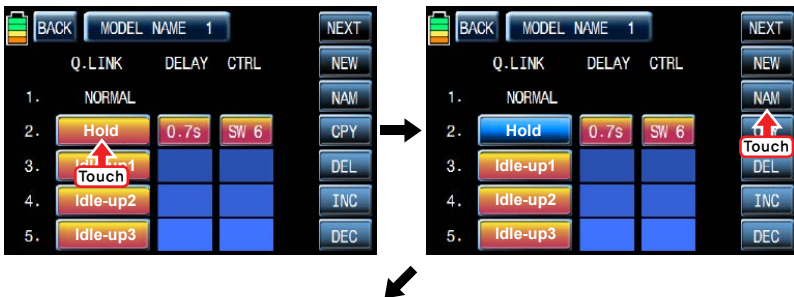 BACK MODEL NAME 1 NEXT
Q.LINK DELAY CTRL NEW
1. NORMAL NAM
2. Hold 0.7s SW 6 CPY
3. Idle-up1 DEL
Touch
4. Idle-up2 INC
5. Idle-up3 DEC
BACK MODEL NAME 1 NEXT
Q.LINK DELAY CTRL NEW
1. NORMAL NAM
2. Hold 0.7s SW 6
Touch
3. Idle-up1 DEL
4. Idle-up2 INC
5. Idle-up3 DEC